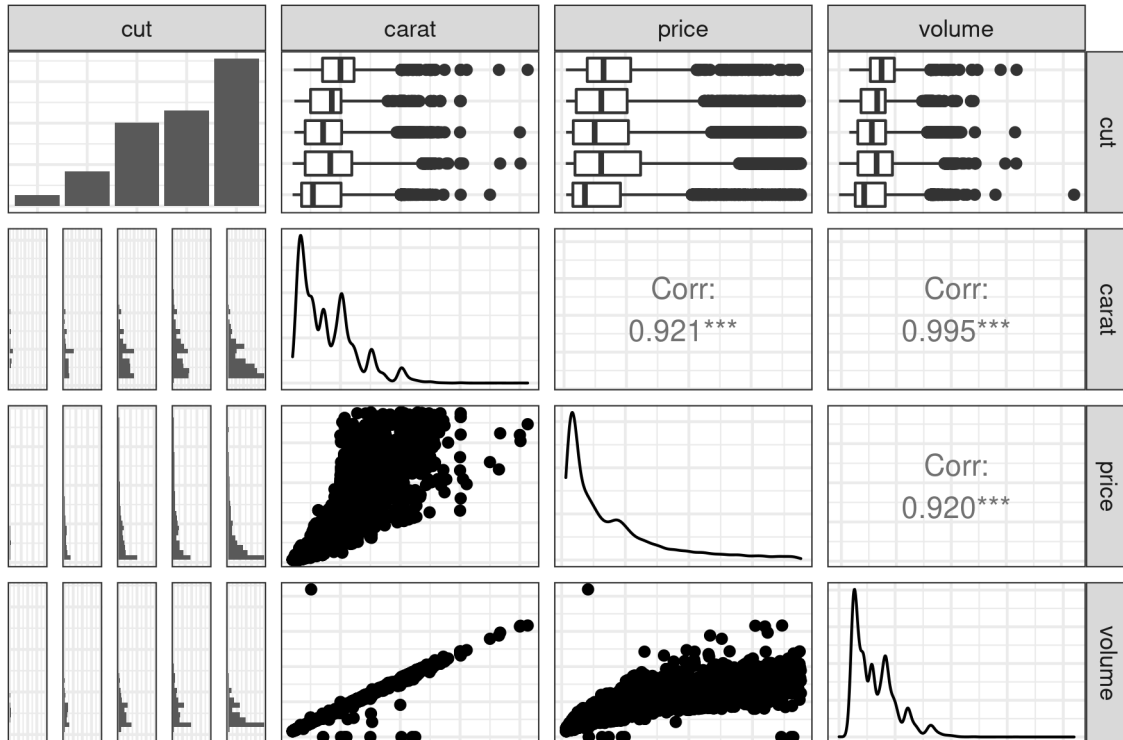 cut
carat
price
volume
cut
Corr:
0.921***
Corr:
0.995***
carat
Corr:
0.920***
price
volume